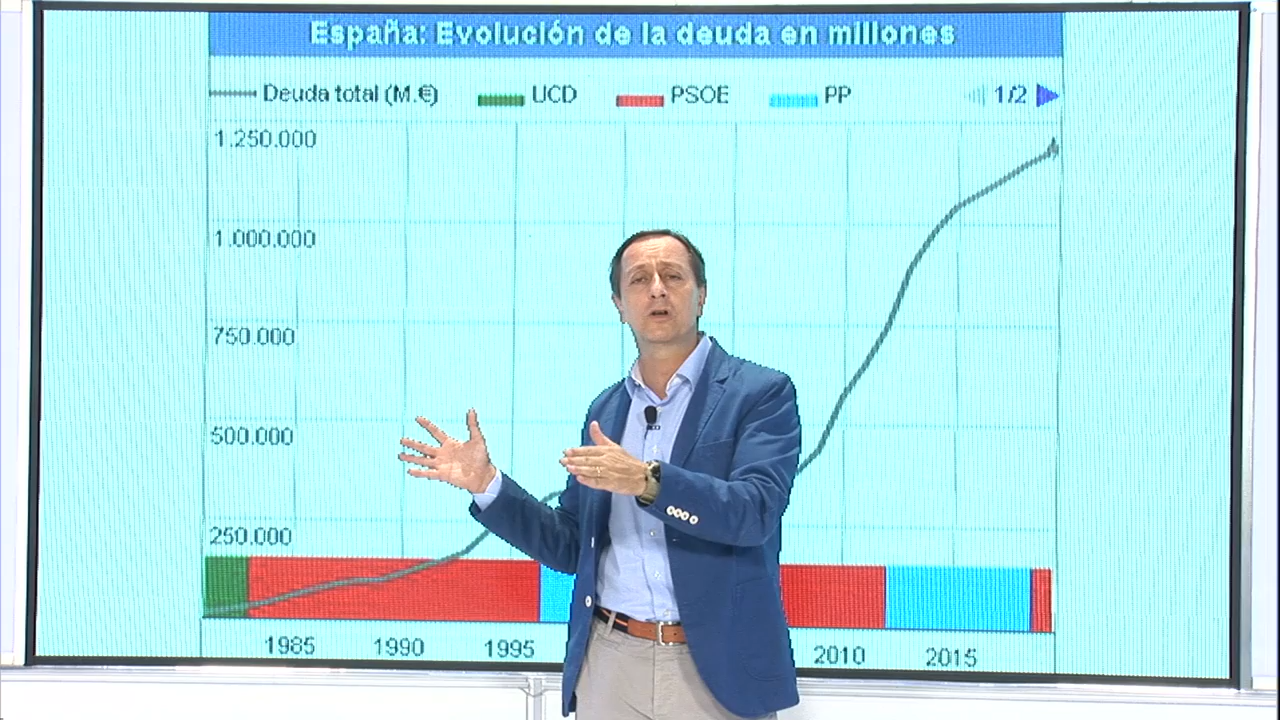 España: Evolución de la deuda en millones
Deuda total (M.€) UCD PSOE PP 1/2
1.250.000
1.000.000
750.000
500.000
250.000
1985 1990 1995 2010 2015